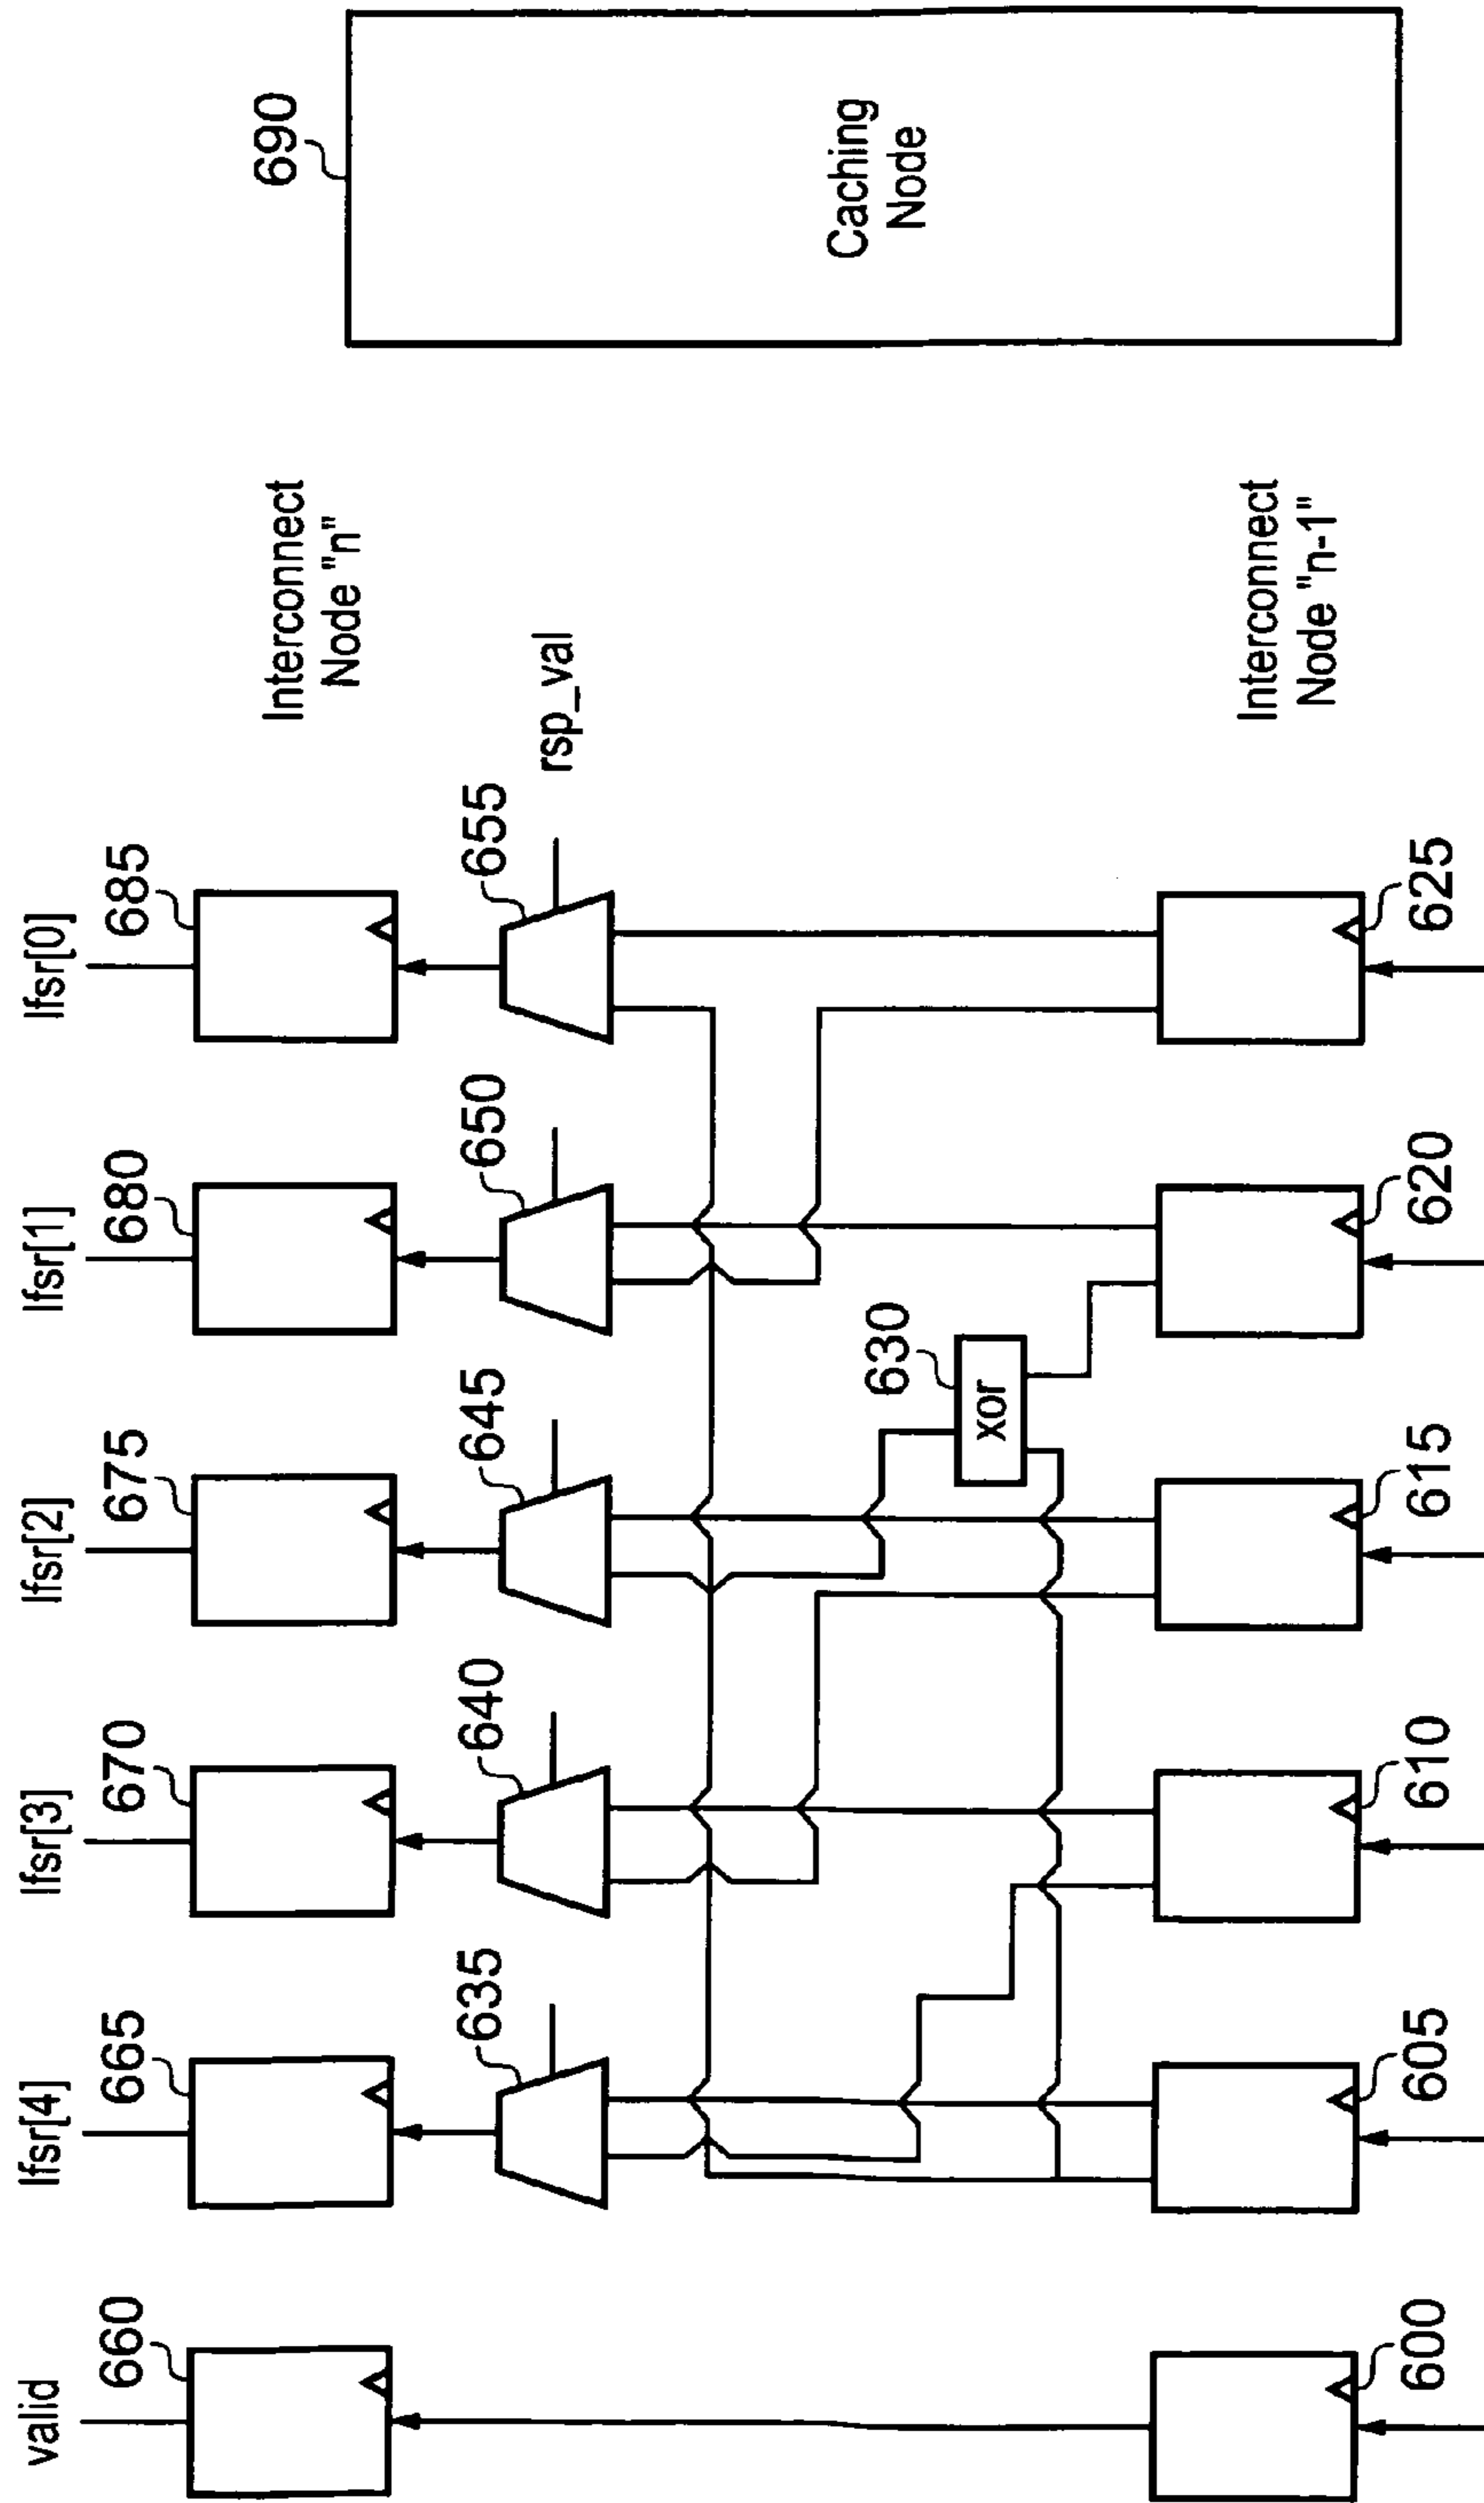 valid
lfsr[4]
lfsr[3]
lfsr[2]
lfsr[1]
lfsr[0]
660
665
670
675
680
685
Interconnect
Node "n"
690
635
640
645
650
655
rsp_val
Caching
Node
630
xor
Interconnect
Node "n-1"
600
605
610
615
620
625